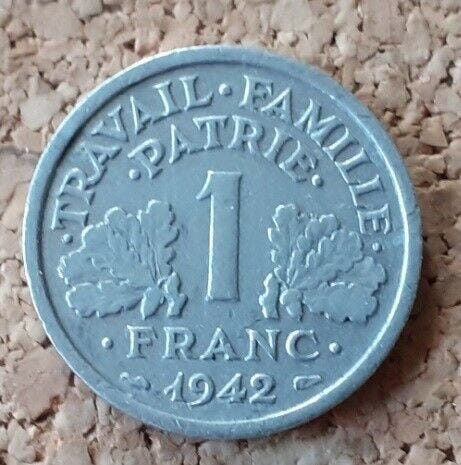 ·TRAVAIL·FAMILLE·
·PATRIE·
1
·FRANC·
1942